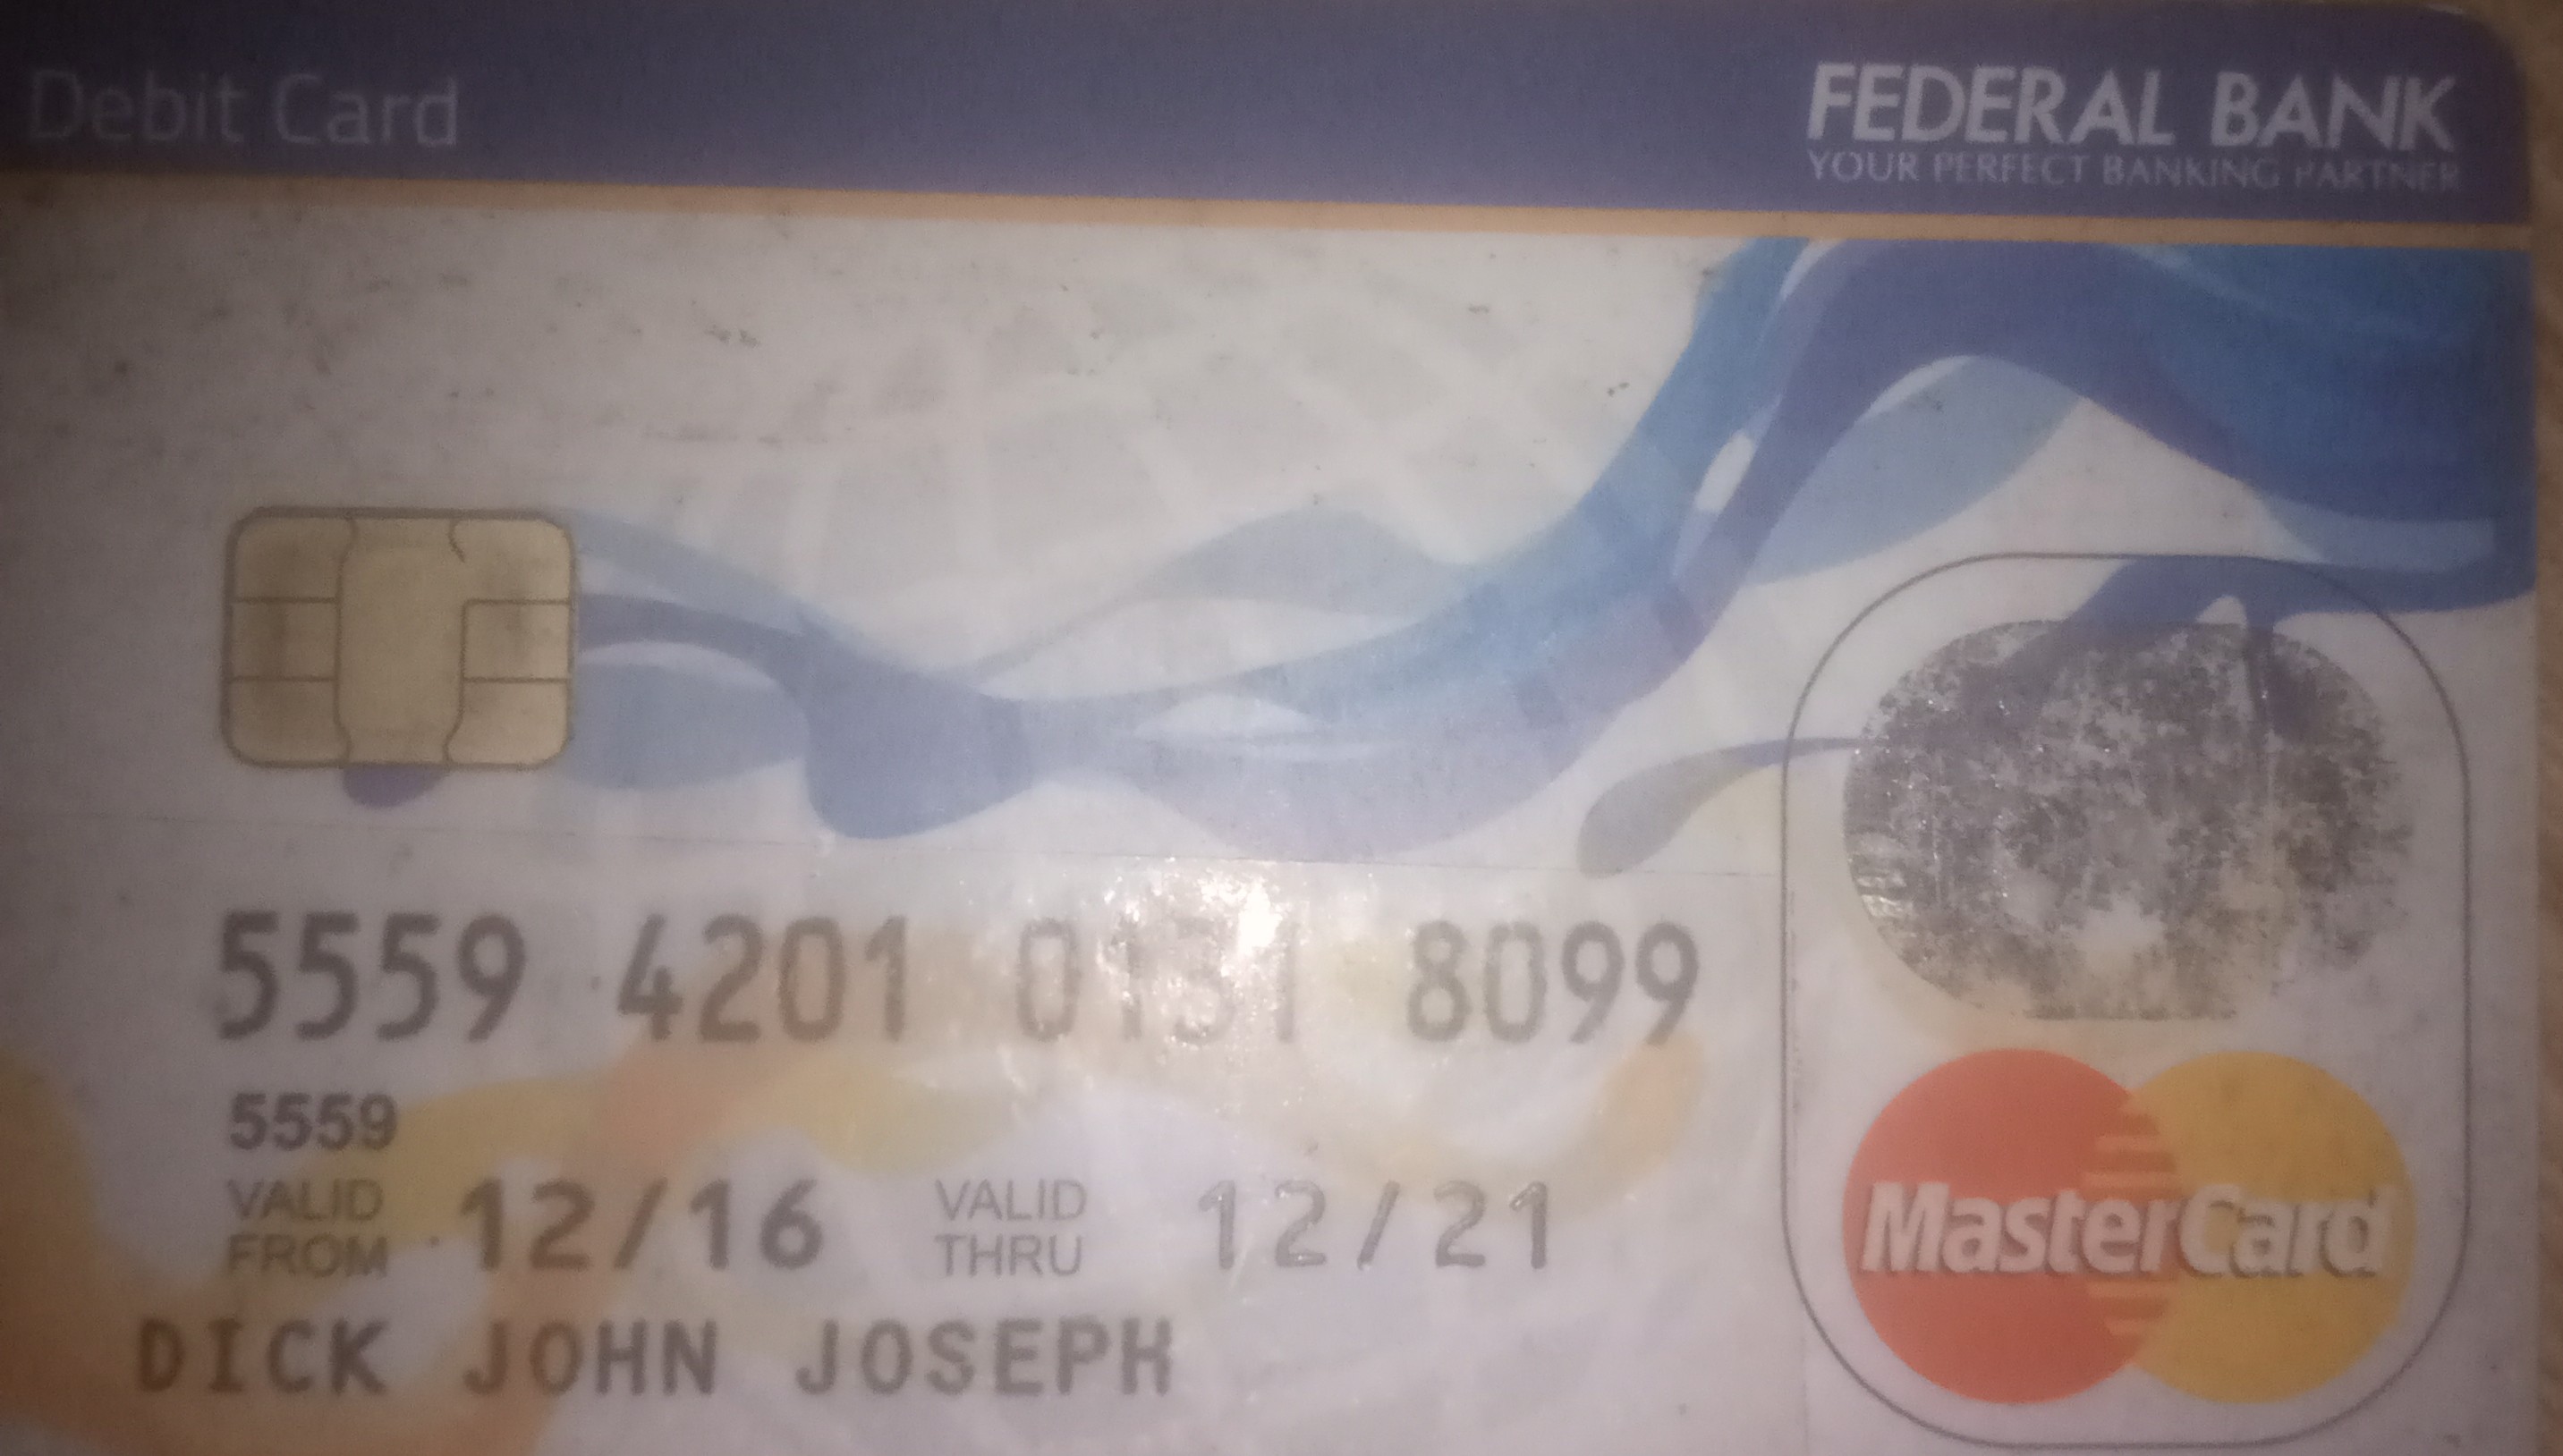 Debit Card
FEDERAL BANK
YOUR PERFECT BANKING PARTNER
5559 4201 0131 8099
5559
VALID FROM 12/16 VALID THRU 12/21
DICK JOHN JOSEPH
MasterCard